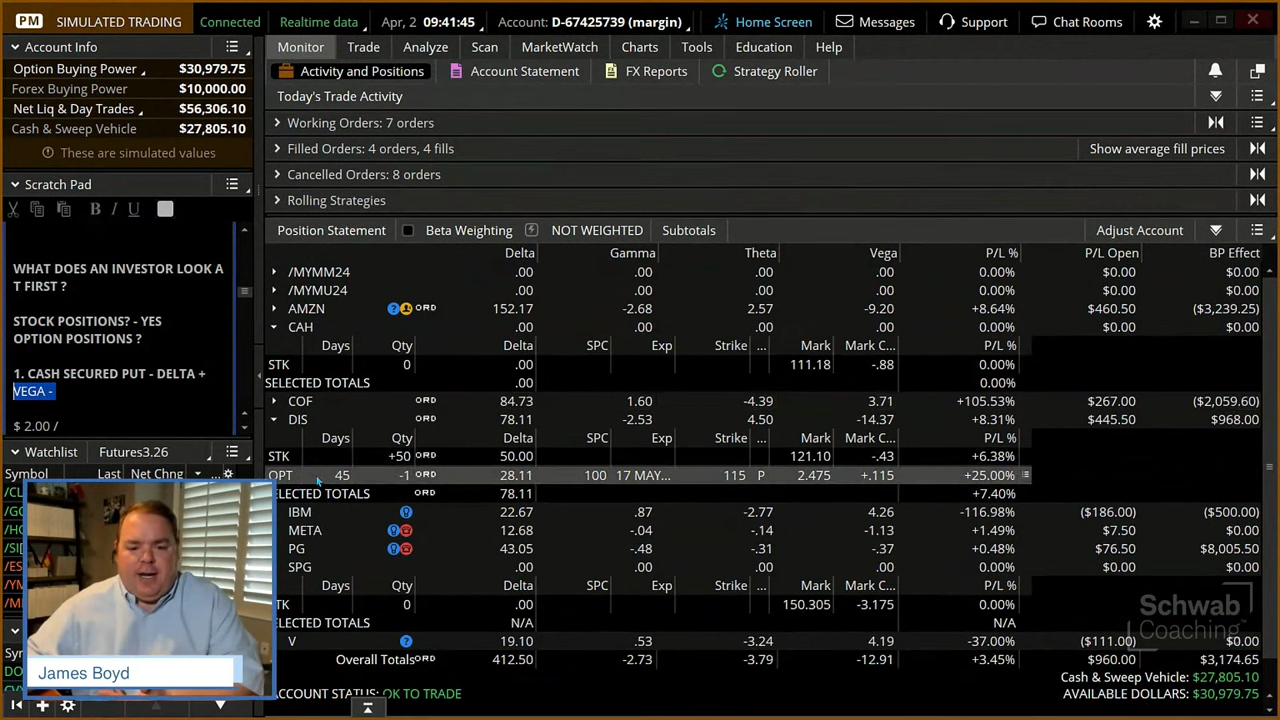 PM SIMULATED TRADING Connected Realtime data Apr, 2 09:41:45 Account: D-67425739 (margin) Home Screen Messages Support Chat Rooms
Account Info
Option Buying Power $30,979.75
Forex Buying Power $10,000.00
Net Liq & Day Trades $56,306.10
Cash & Sweep Vehicle $27,805.10
These are simulated values
Scratch Pad
B I U
WHAT DOES AN INVESTOR LOOK A
T FIRST ?
STOCK POSITIONS? - YES
OPTION POSITIONS ?
1. CASH SECURED PUT - DELTA +
VEGA -
$ 2.00 /
Watchlist Futures3.26
Symbol Last Net Chng
/CL
/GC
/HO
/SI
/ES
/YM
James Boyd
Monitor Trade Analyze Scan MarketWatch Charts Tools Education Help
Activity and Positions Account Statement FX Reports Strategy Roller
Today's Trade Activity
Working Orders: 7 orders
Filled Orders: 4 orders, 4 fills Show average fill prices
Cancelled Orders: 8 orders
Rolling Strategies
Position Statement Beta Weighting NOT WEIGHTED Subtotals Adjust Account
Delta Gamma Theta Vega P/L % P/L Open BP Effect
/MYMM24 .00 .00 .00 .00 0.00% $0.00 $0.00
/MYMU24 .00 .00 .00 .00 0.00% $0.00 $0.00
AMZN ORD 152.17 -2.68 2.57 -9.20 +8.64% $460.50 ($3,239.25)
CAH .00 .00 .00 .00 0.00% $0.00 $0.00
Days Qty Delta SPC Exp Strike ... Mark Mark C... P/L %
STK 0 .00 111.18 -.88 0.00%
SELECTED TOTALS .00 0.00%
COF ORD 84.73 1.60 -4.39 3.71 +105.53% $267.00 ($2,059.60)
DIS 78.11 -2.53 4.50 -14.37 +8.31% $445.50 $968.00
Days Qty Delta SPC Exp Strike ... Mark Mark C... P/L %
STK +50 ORD 50.00 121.10 -.43 +6.38%
OPT 45 -1 ORD 28.11 100 17 MAY... 115 P 2.475 +.115 +25.00%
SELECTED TOTALS ORD 78.11 +7.40%
IBM 22.67 .87 -2.77 4.26 -116.98% ($186.00) ($500.00)
META 12.68 -.04 -.14 -1.13 +1.49% $7.50 $0.00
PG 43.05 -.48 -.31 -.37 +0.48% $76.50 $8,005.50
SPG .00 .00 .00 .00 0.00% $0.00 $0.00
Days Qty Delta SPC Exp Strike ... Mark Mark C... P/L %
STK 0 .00 150.305 -3.175 0.00%
SELECTED TOTALS N/A N/A
V 19.10 .53 -3.24 4.19 -37.00% ($111.00) $0.00
Overall Totals ORD 412.50 -2.73 -3.79 -12.91 +3.45% $960.00 $3,174.65
Cash & Sweep Vehicle: $27,805.10
ACCOUNT STATUS: OK TO TRADE AVAILABLE DOLLARS: $30,979.75
Schwab
Coaching